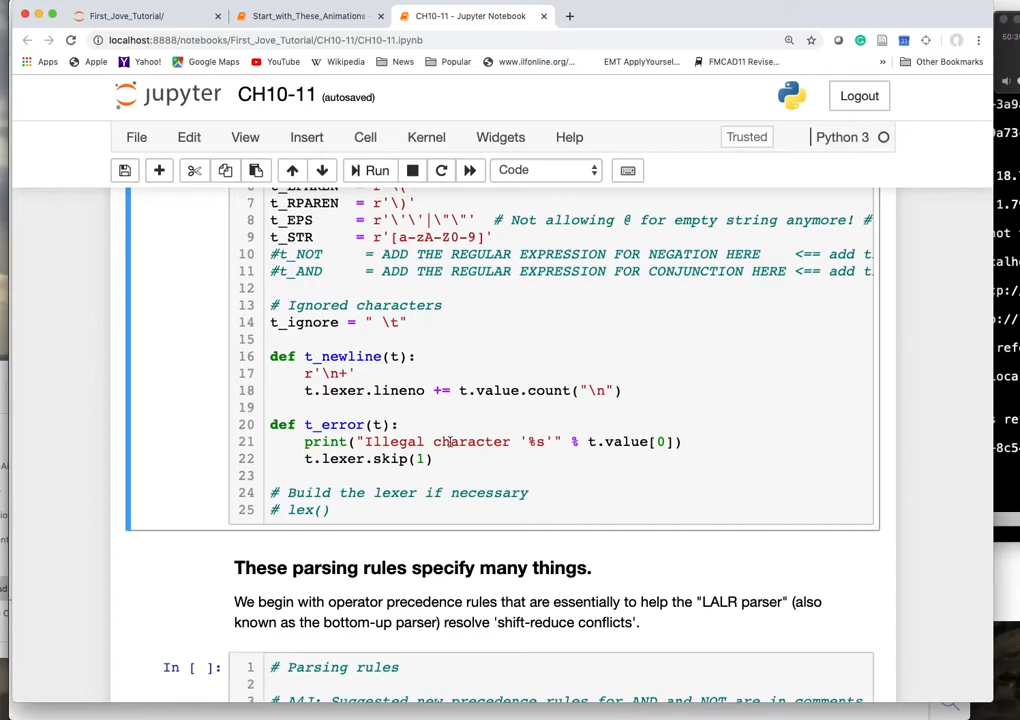 First_Jove_Tutorial/
Start_with_These_Animations -
CH10-11 - Jupyter Notebook
localhost:8888/notebooks/First_Jove_Tutorial/CH10-11/CH10-11.ipynb
Apps Apple Yahoo! Google Maps YouTube Wikipedia News Popular www.ilfonline.org/... EMT ApplyYoursel... FMCAD11 Revise... » Other Bookmarks
jupyter CH10-11 (autosaved)
Logout
File Edit View Insert Cell Kernel Widgets Help Trusted Python 3
Run Code
7 t_RPAREN = r'\)'
8 t_EPS = r'\'\'|\"\"' # Not allowing @ for empty string anymore! #
9 t_STR = r'[a-zA-Z0-9]'
10 #t_NOT = ADD THE REGULAR EXPRESSION FOR NEGATION HERE <== add t
11 #t_AND = ADD THE REGULAR EXPRESSION FOR CONJUNCTION HERE <== add t
12
13 # Ignored characters
14 t_ignore = " \t"
15
16 def t_newline(t):
17 r'\n+'
18 t.lexer.lineno += t.value.count("\n")
19
20 def t_error(t):
21 print("Illegal character '%s'" % t.value[0])
22 t.lexer.skip(1)
23
24 # Build the lexer if necessary
25 # lex()
These parsing rules specify many things.
We begin with operator precedence rules that are essentially to help the "LALR parser" (also
known as the bottom-up parser) resolve 'shift-reduce conflicts'.
In [ ]:
1 # Parsing rules
2